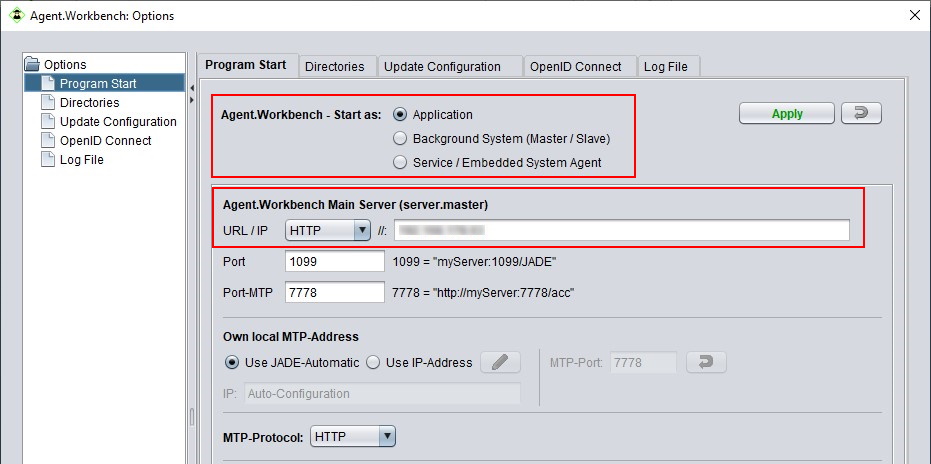 Agent.Workbench: Options
Options
Program Start
Directories
Update Configuration
OpenID Connect
Log File
Program Start Directories Update Configuration OpenID Connect Log File
Agent.Workbench - Start as: Application
Background System (Master / Slave)
Service / Embedded System Agent
Apply
Agent.Workbench Main Server (server.master)
URL / IP HTTP //:
Port 1099 1099 = "myServer:1099/JADE"
Port-MTP 7778 7778 = "http://myServer:7778/acc"
Own local MTP-Address
Use JADE-Automatic Use IP-Address MTP-Port: 7778
IP: Auto-Configuration
MTP-Protocol: HTTP